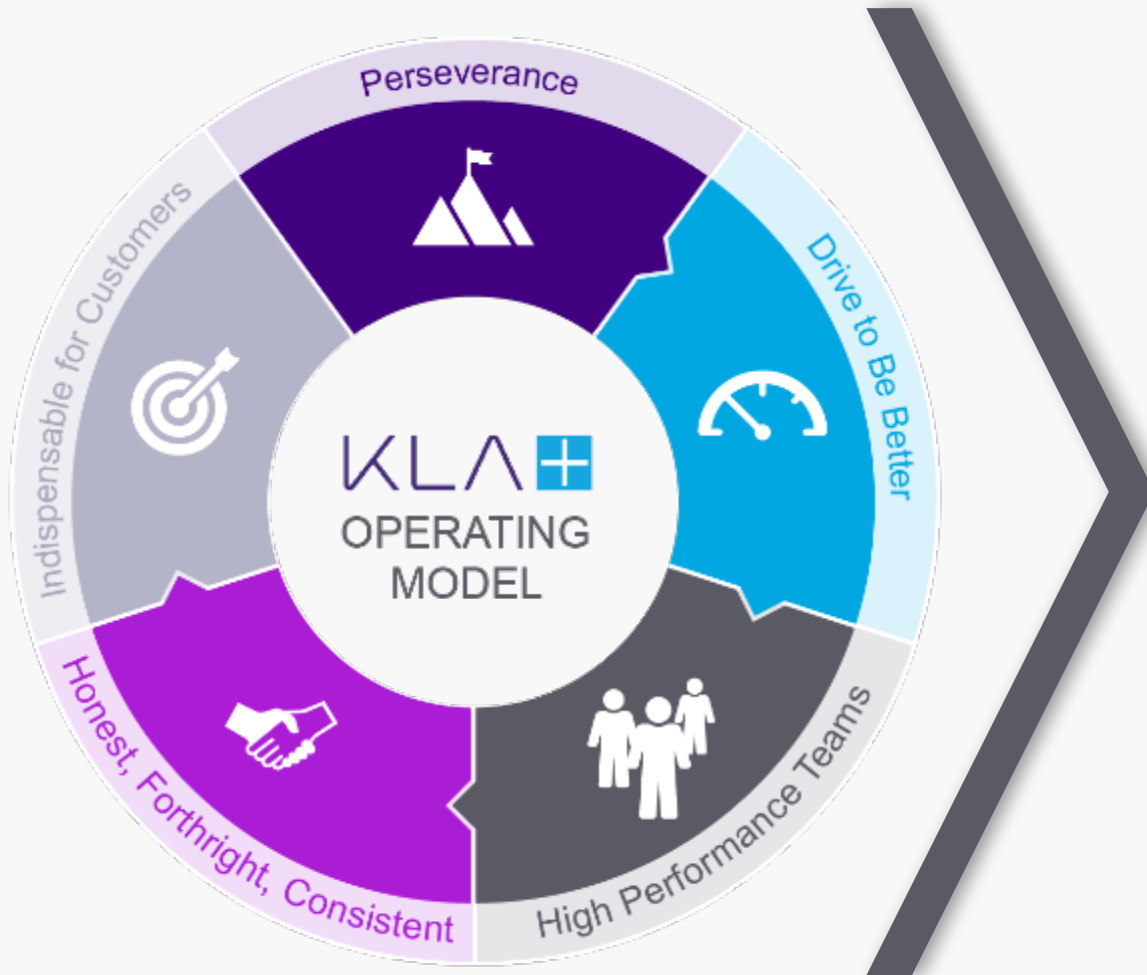 Perseverance
Drive to Be Better
High Performance Teams
Honest, Forthright, Consistent
Indispensable for Customers
KLA+
OPERATING
MODEL